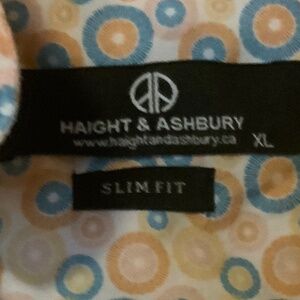 HAIGHT & ASHBURY
www.haightandashbury.ca
XL
SLIM FIT